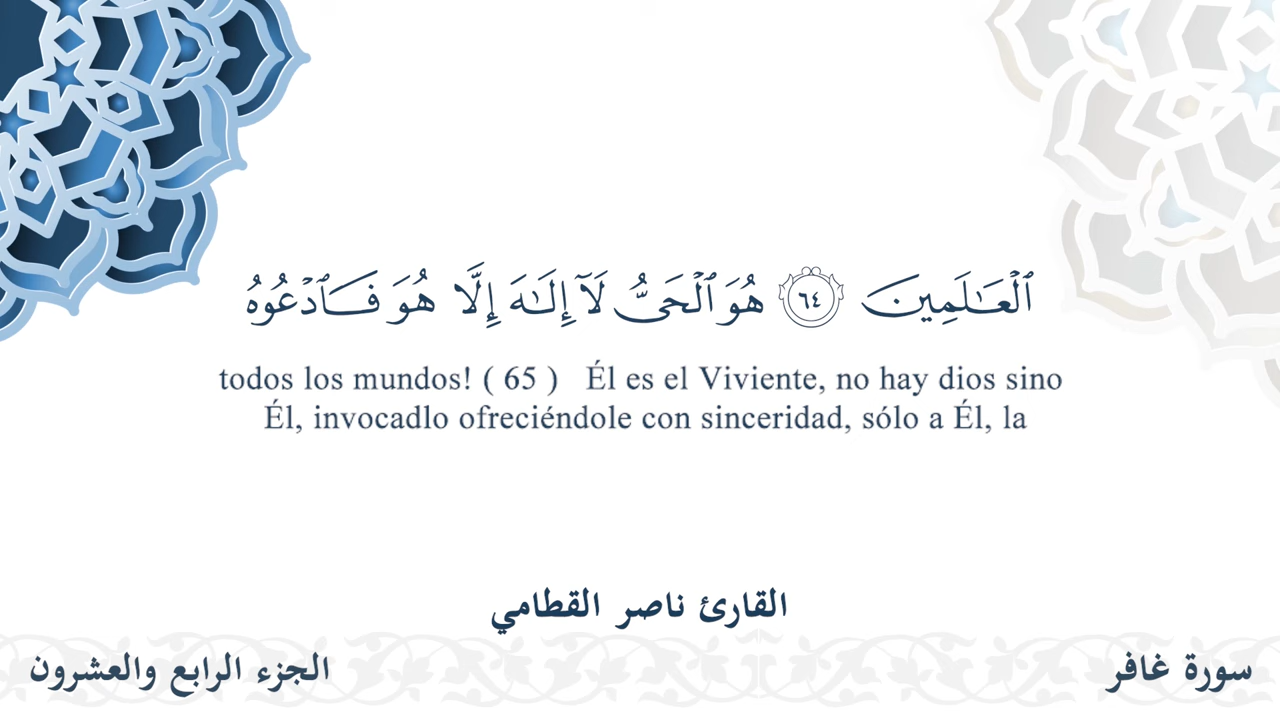 ٱلْعَـٰلَمِينَ ٦٤ هُوَ ٱلْحَىُّ لَآ إِلَـٰهَ إِلَّا هُوَ فَٱدْعُوهُ
todos los mundos! ( 65 ) Él es el Viviente, no hay dios sino
Él, invocadlo ofreciéndole con sinceridad, sólo a Él, la
القارئ ناصر القطامي
سورة غافر
الجزء الرابع والعشرون